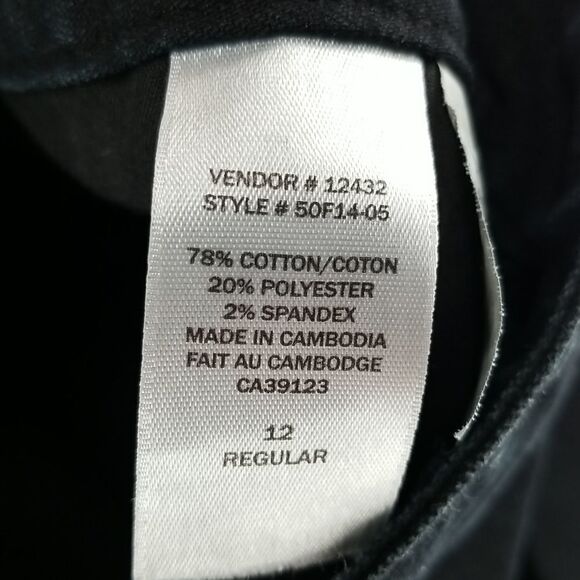 VENDOR # 12432
STYLE # 50F14-05
78% COTTON/COTON
20% POLYESTER
2% SPANDEX
MADE IN CAMBODIA
FAIT AU CAMBODGE
CA39123
12
REGULAR